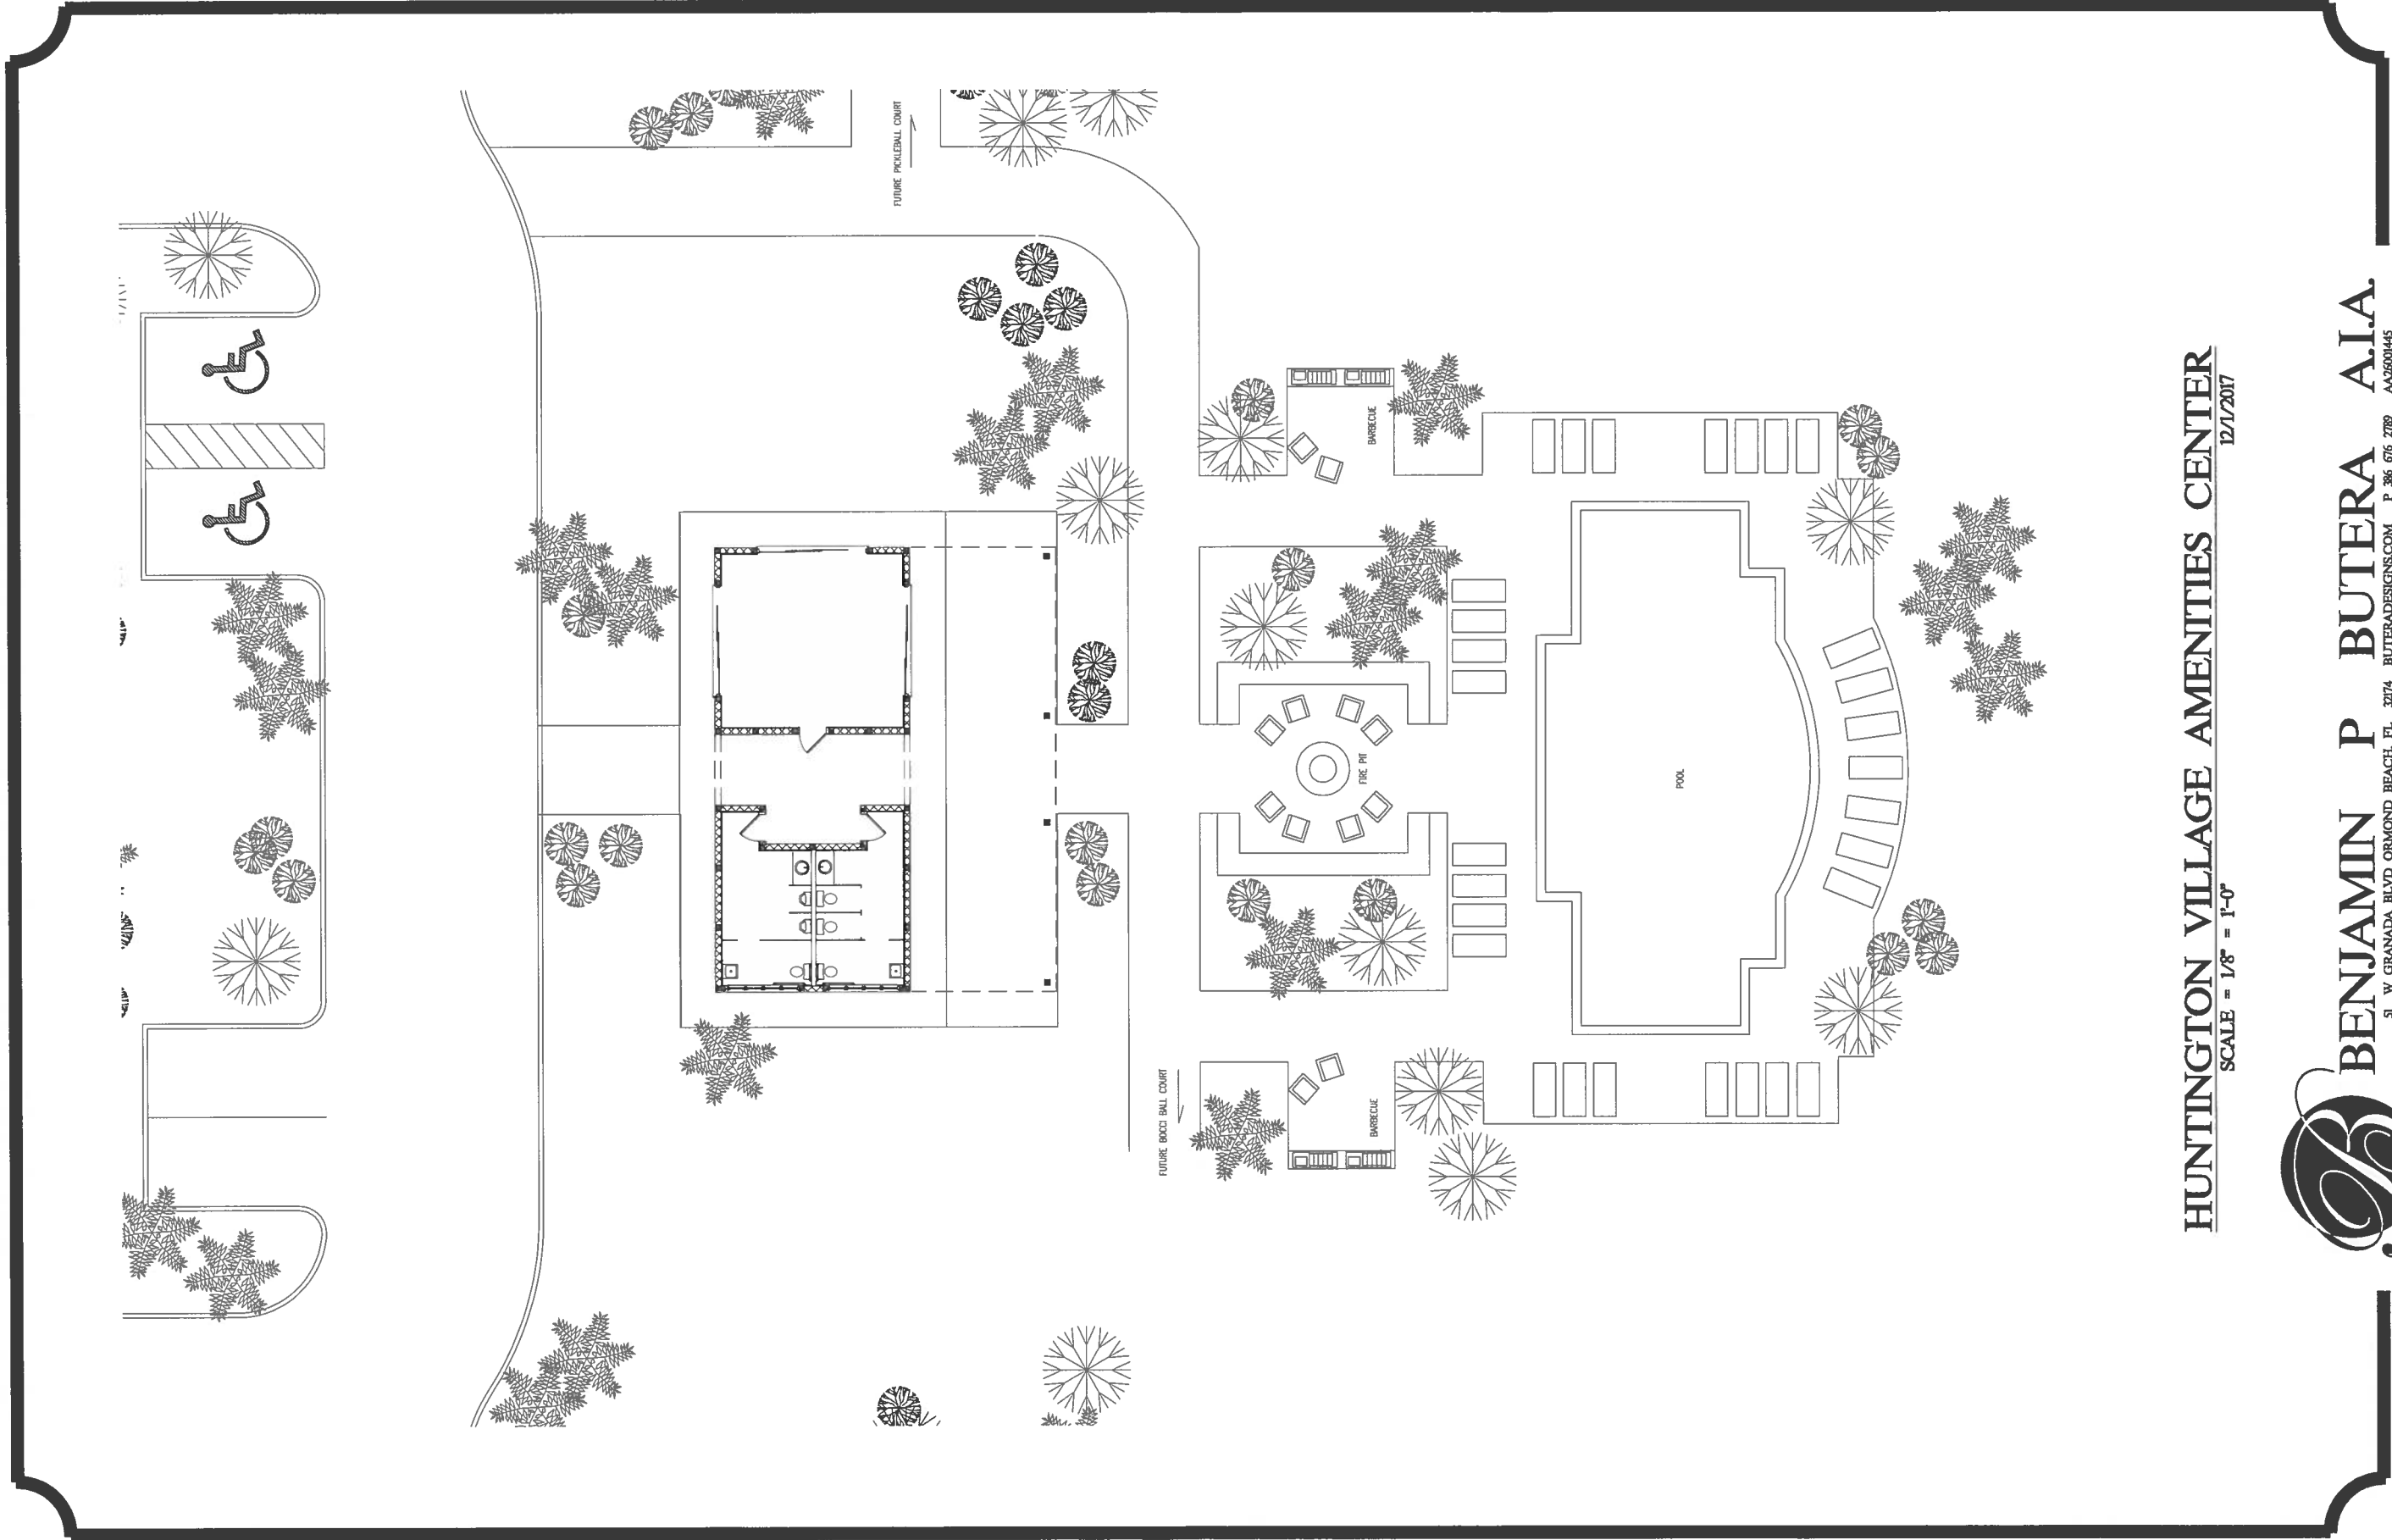 FUTURE PICKLEBALL COURT
BARBECUE
FIRE PIT
POOL
FUTURE BOCCI BALL COURT
BARBECUE
HUNTINGTON VILLAGE AMENITIES CENTER
SCALE = 1/8" = 1'-0" 12/1/2017
B
BENJAMIN P BUTERA A.I.A.
51 W GRANADA BLVD ORMOND BEACH, FL 32174 BUTERADESIGNS.COM P 386 676 2789 AA26001445